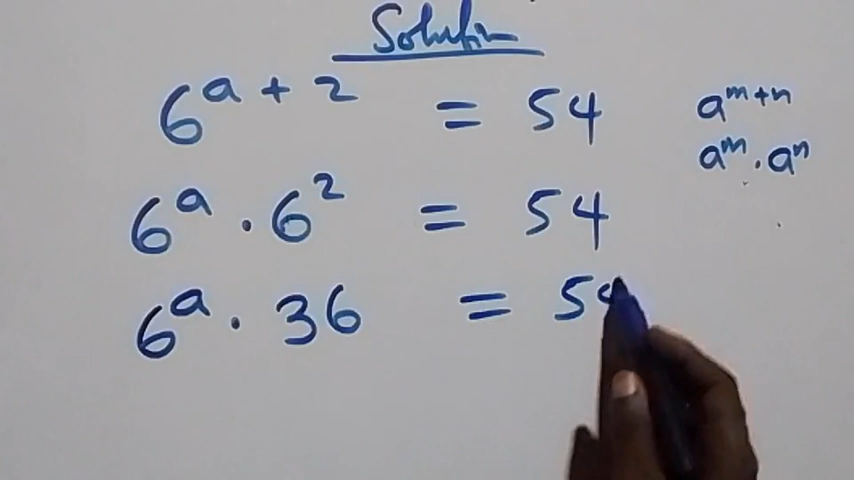 Solution
6^{a+2} = 54
a^{m+n}
a^m . a^n
6^a . 6^2 = 54
6^a . 36 = 54